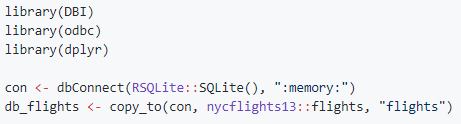 library(DBI)
library(odbc)
library(dplyr)
con <- dbConnect(RSQLite::SQLite(), ":memory:")
db_flights <- copy_to(con, nycflights13::flights, "flights")